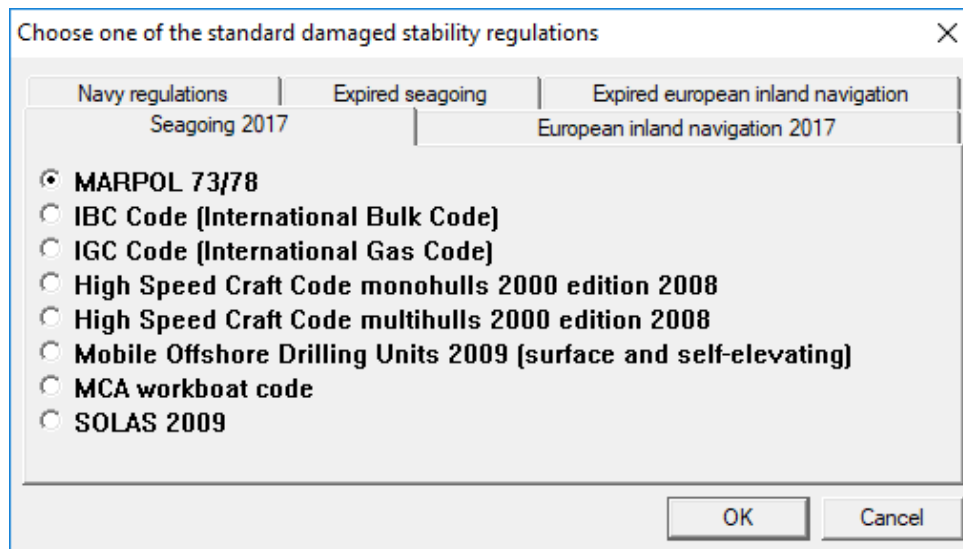 Choose one of the standard damaged stability regulations
Navy regulations
Expired seagoing
Expired european inland navigation
Seagoing 2017
European inland navigation 2017
MARPOL 73/78
IBC Code (International Bulk Code)
IGC Code (International Gas Code)
High Speed Craft Code monohulls 2000 edition 2008
High Speed Craft Code multihulls 2000 edition 2008
Mobile Offshore Drilling Units 2009 (surface and self-elevating)
MCA workboat code
SOLAS 2009
OK
Cancel